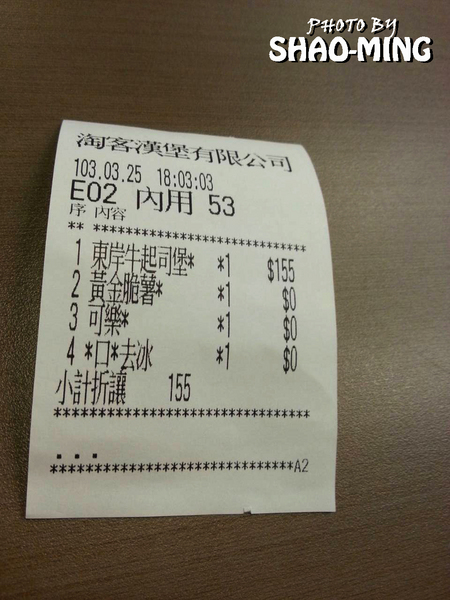 PHOTO BY
SHAO-MING
淘客漢堡有限公司
103.03.25 18:03:03
E02 內用 53
序 內容
** ******************************
1 東岸牛起司堡* *1 $155
2 黃金脆薯* *1 $0
3 可樂* *1 $0
4 *口*去冰 *1 $0
小計折讓 155
*********************************
...
******************************A2